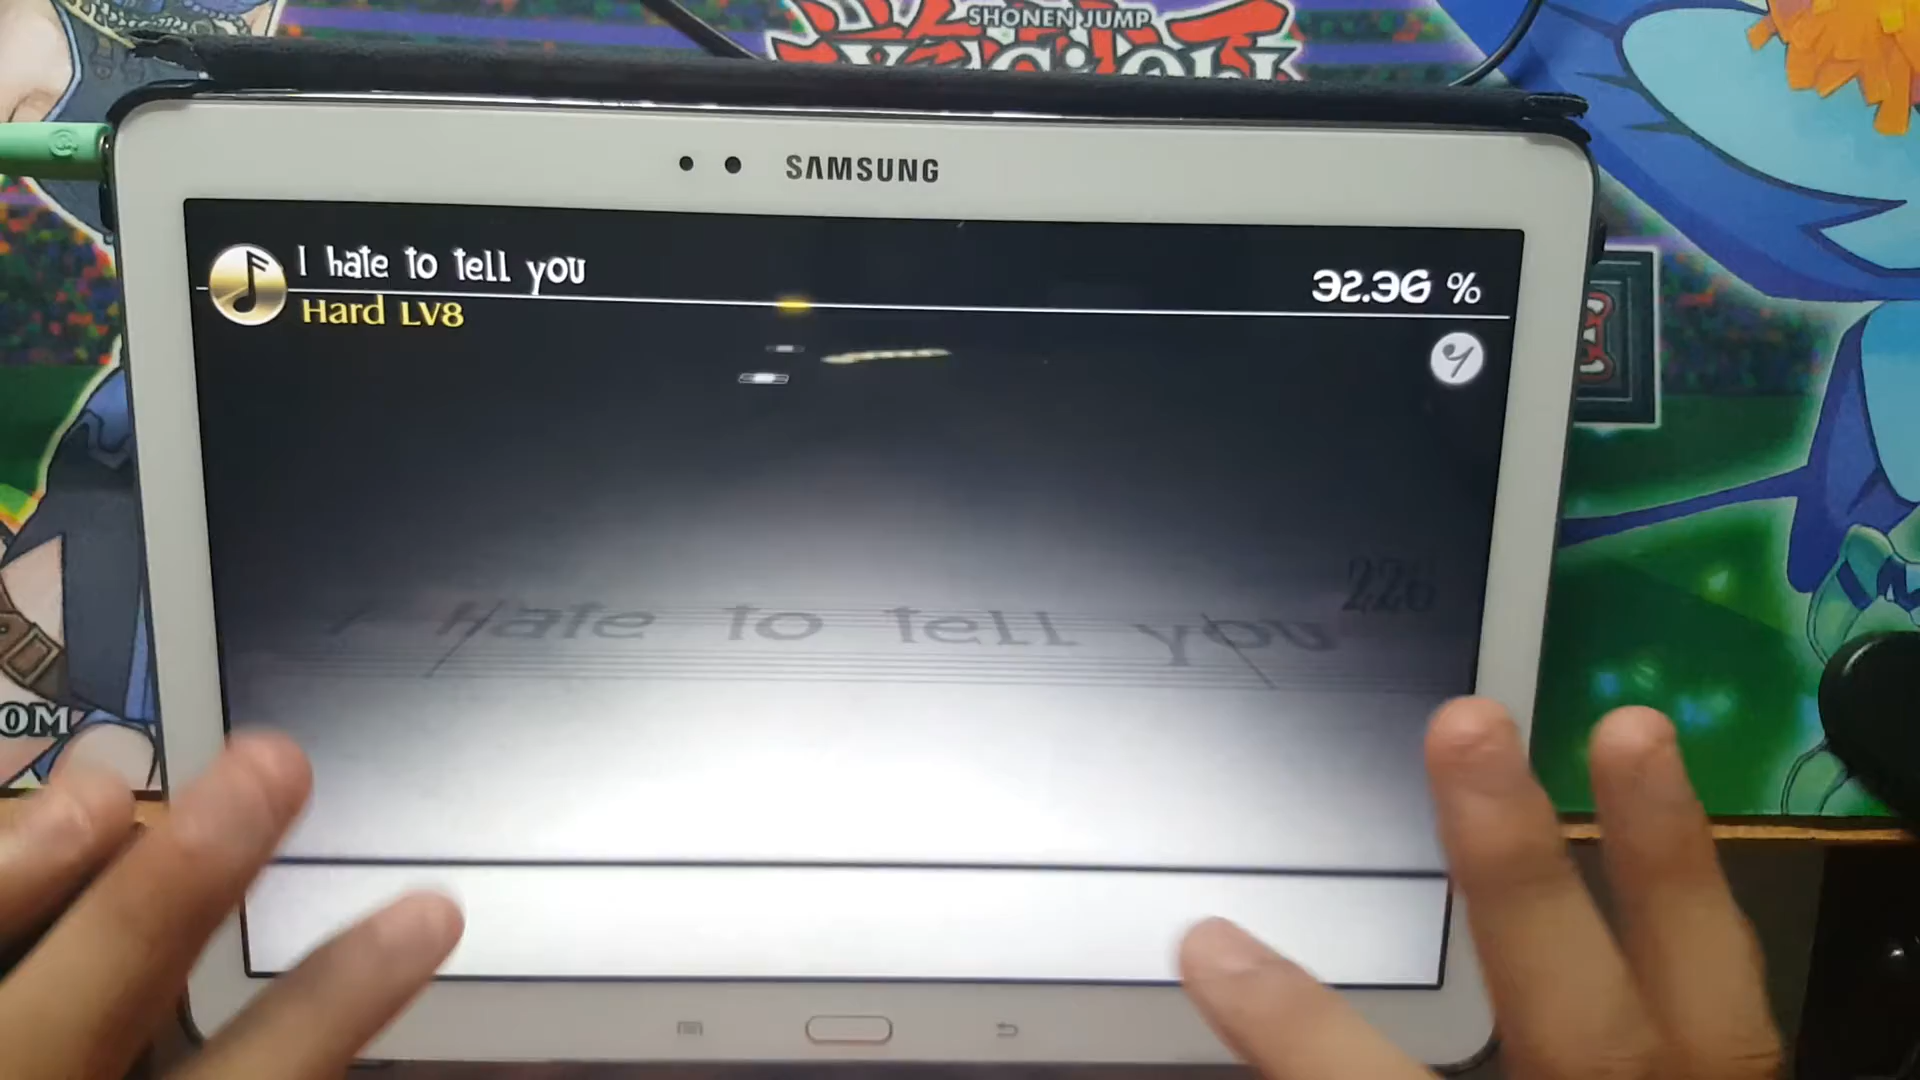 SHONEN JUMP
SAMSUNG
I hate to tell you
32.36 %
Hard LV8
226
I hate to tell you
OM